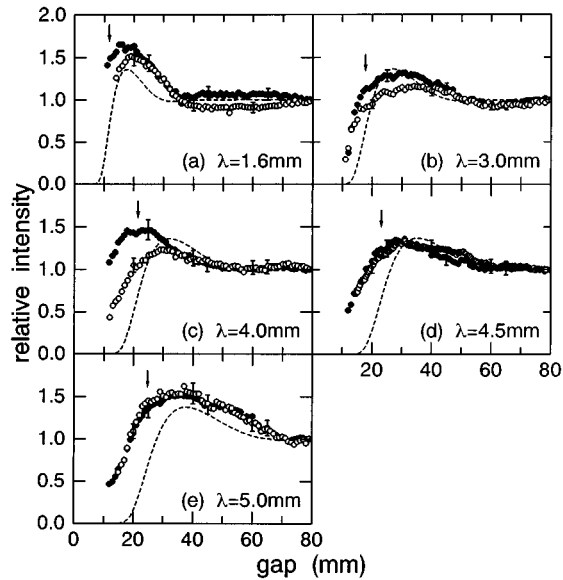 2.0
1.5
1.0
0.5
0.0
(a) λ=1.6mm
(b) λ=3.0mm
relative intensity
1.5
1.0
0.5
0.0
(c) λ=4.0mm
(d) λ=4.5mm
20 40 60 80
1.5
1.0
0.5
0.0
(e) λ=5.0mm
0 20 40 60 80
gap (mm)